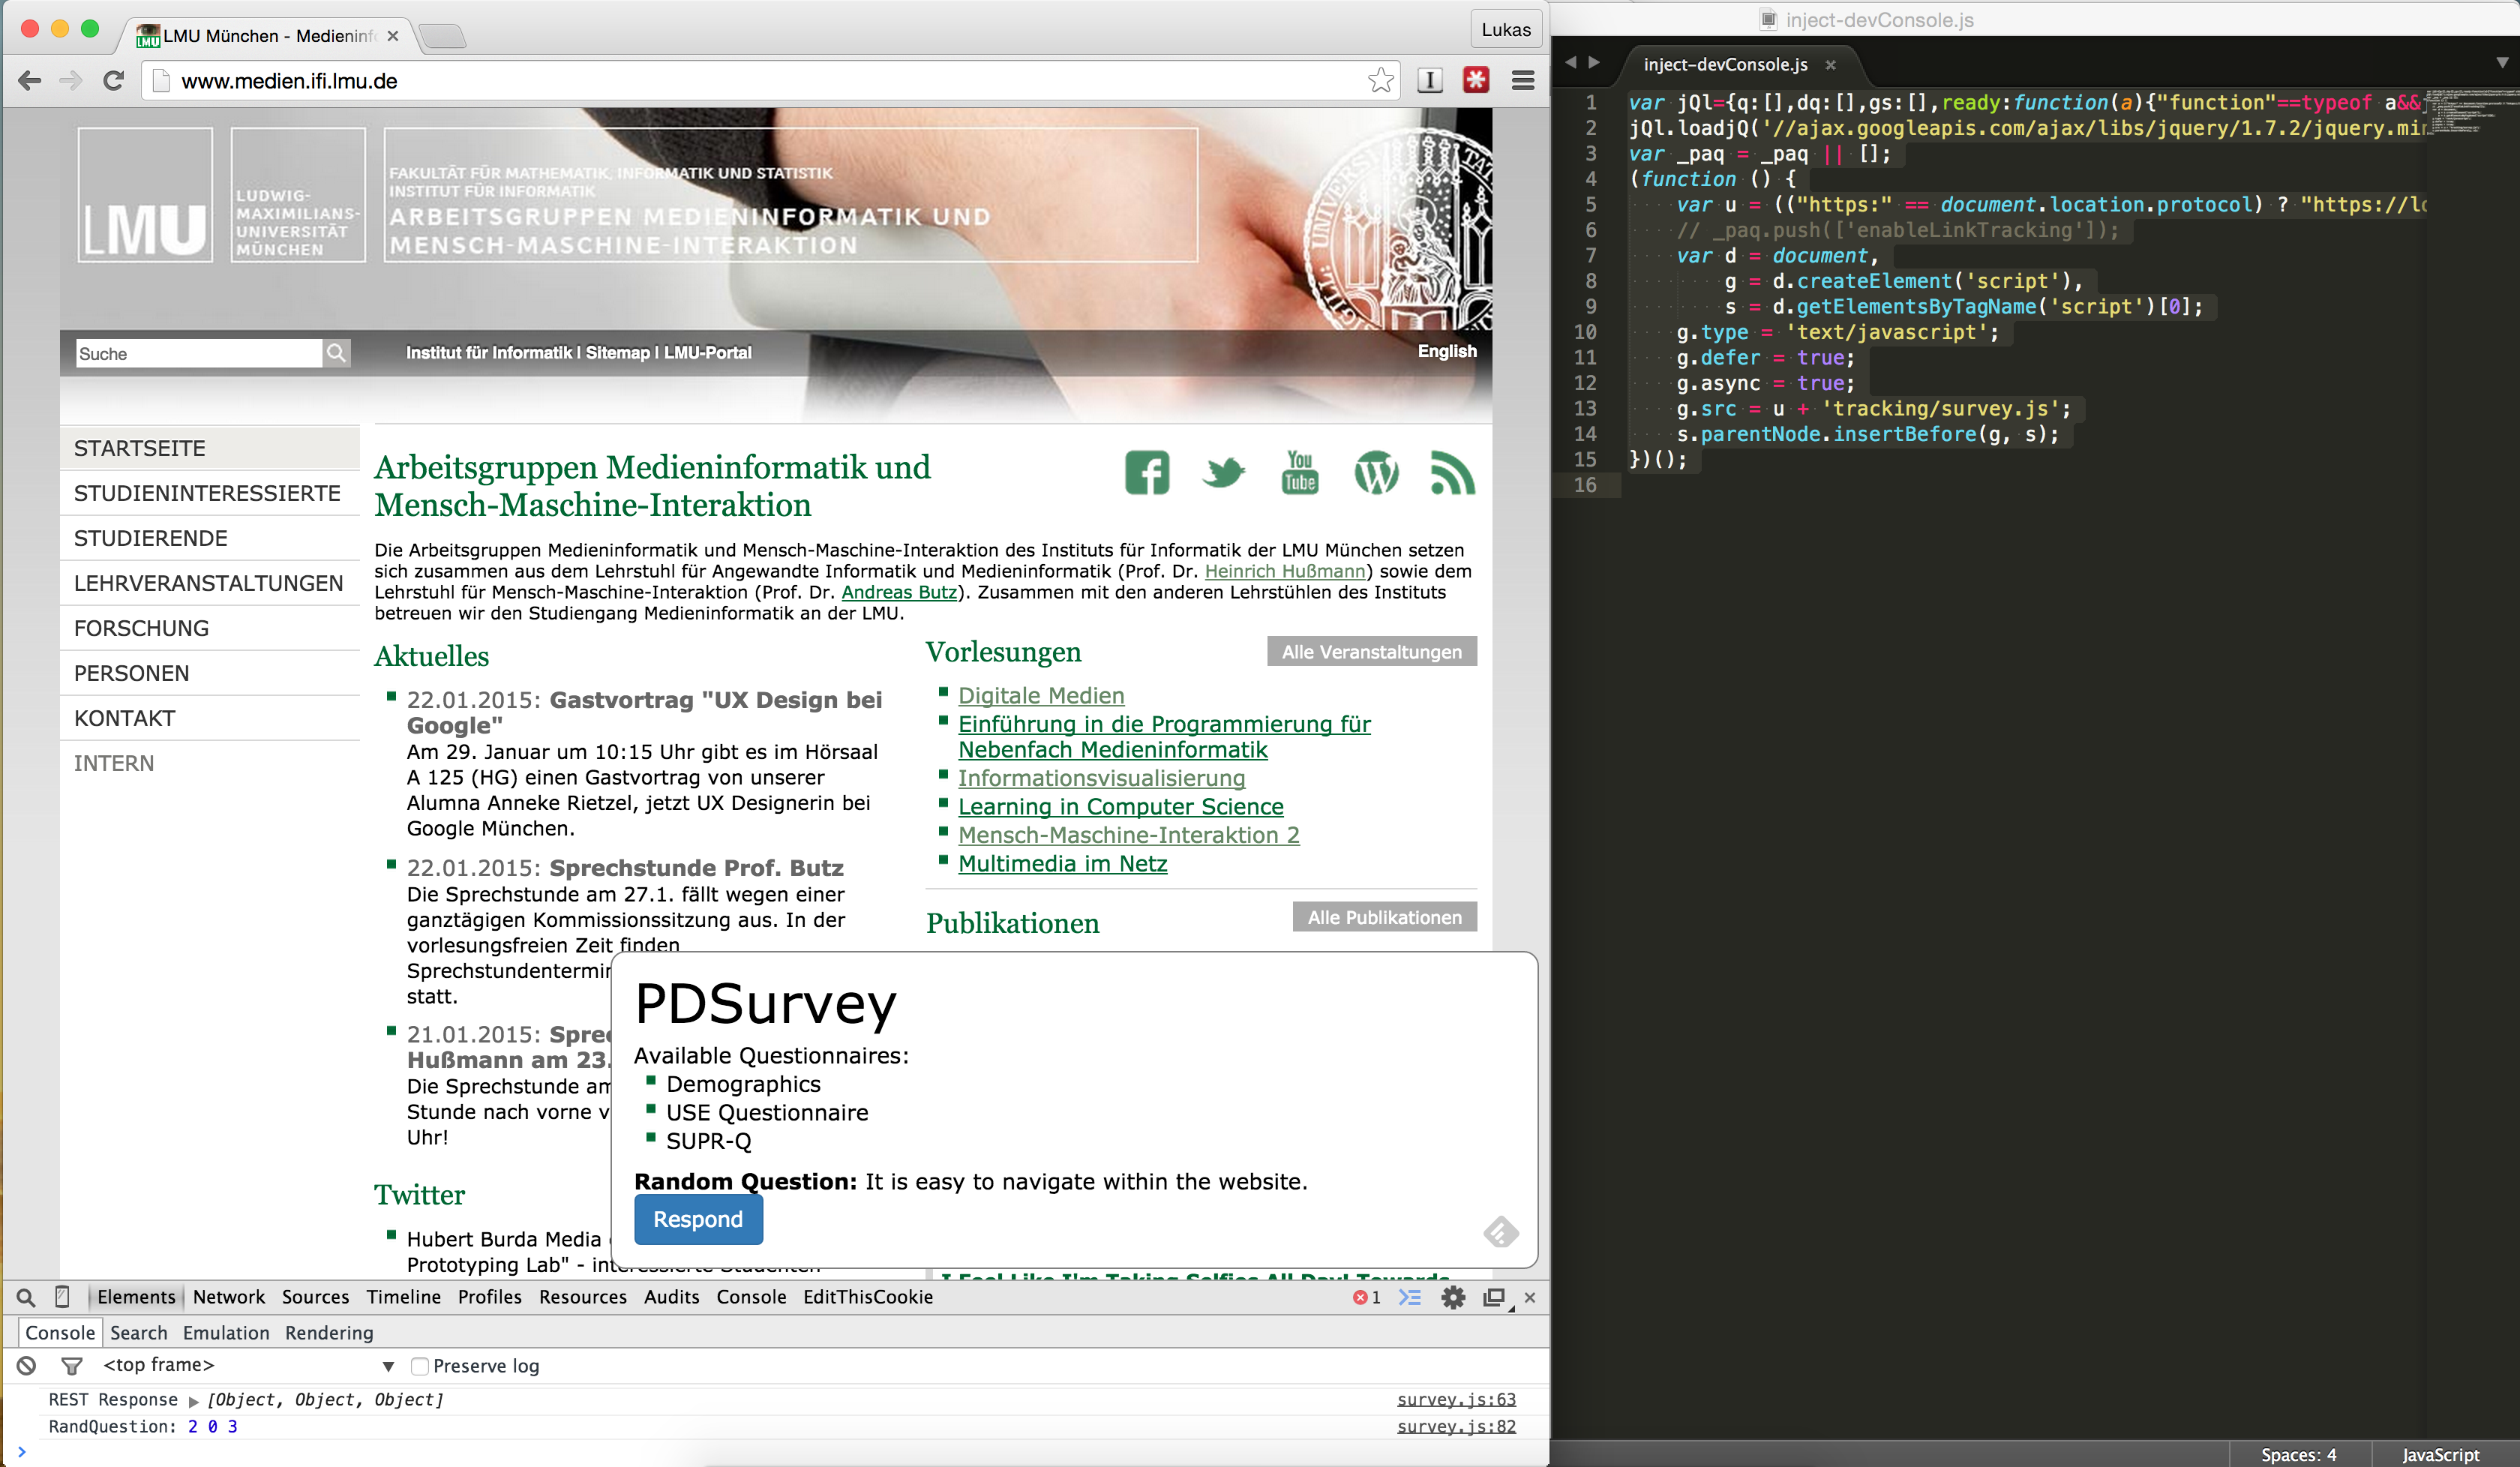 LMU München - Medieninf
Lukas
www.medien.ifi.lmu.de
LMU
LUDWIG-
MAXIMILIANS-
UNIVERSITÄT
MÜNCHEN
FAKULTÄT FÜR MATHEMATIK, INFORMATIK UND STATISTIK
INSTITUT FÜR INFORMATIK
ARBEITSGRUPPEN MEDIENINFORMATIK UND
MENSCH-MASCHINE-INTERAKTION
Suche
Institut für Informatik | Sitemap | LMU-Portal
English
STARTSEITE
STUDIENINTERESSIERTE
STUDIERENDE
LEHRVERANSTALTUNGEN
FORSCHUNG
PERSONEN
KONTAKT
INTERN
Arbeitsgruppen Medieninformatik und
Mensch-Maschine-Interaktion
You
Tube
Die Arbeitsgruppen Medieninformatik und Mensch-Maschine-Interaktion des Instituts für Informatik der LMU München setzen
sich zusammen aus dem Lehrstuhl für Angewandte Informatik und Medieninformatik (Prof. Dr. Heinrich Hußmann) sowie dem
Lehrstuhl für Mensch-Maschine-Interaktion (Prof. Dr. Andreas Butz). Zusammen mit den anderen Lehrstühlen des Instituts
betreuen wir den Studiengang Medieninformatik an der LMU.
Aktuelles
22.01.2015: Gastvortrag "UX Design bei
Google"
Am 29. Januar um 10:15 Uhr gibt es im Hörsaal
A 125 (HG) einen Gastvortrag von unserer
Alumna Anneke Rietzel, jetzt UX Designerin bei
Google München.
22.01.2015: Sprechstunde Prof. Butz
Die Sprechstunde am 27.1. fällt wegen einer
ganztägigen Kommissionssitzung aus. In der
vorlesungsfreien Zeit finden
Sprechstundentermin
statt.
21.01.2015: Spre
Hußmann am 23.
Die Sprechstunde am
Stunde nach vorne v
Uhr!
Twitter
Hubert Burda Media
Prototyping Lab" - interessierte Studenten
Vorlesungen
Alle Veranstaltungen
Digitale Medien
Einführung in die Programmierung für
Nebenfach Medieninformatik
Informationsvisualisierung
Learning in Computer Science
Mensch-Maschine-Interaktion 2
Multimedia im Netz
Publikationen
Alle Publikationen
PDSurvey
Available Questionnaires:
Demographics
USE Questionnaire
SUPR-Q
Random Question: It is easy to navigate within the website.
Respond
I Feel Like I'm Taking Selfies All Day! Towards
Elements Network Sources Timeline Profiles Resources Audits Console EditThisCookie
1
Console Search Emulation Rendering
<top frame>
Preserve log
REST Response [Object, Object, Object]
survey.js:63
RandQuestion: 2 0 3
survey.js:82
inject-devConsole.js
inject-devConsole.js
1 var jQl={q:[],dq:[],gs:[],ready:function(a){"function"==typeof a&&
2 jQl.loadjQ('//ajax.googleapis.com/ajax/libs/jquery/1.7.2/jquery.mi
3 var _paq = _paq || [];
4 (function () {
5 var u = (("https:" == document.location.protocol) ? "https://lo
6 // _paq.push(['enableLinkTracking']);
7 var d = document,
8 g = d.createElement('script'),
9 s = d.getElementsByTagName('script')[0];
10 g.type = 'text/javascript';
11 g.defer = true;
12 g.async = true;
13 g.src = u + 'tracking/survey.js';
14 s.parentNode.insertBefore(g, s);
15 })();
16
Spaces: 4
JavaScript